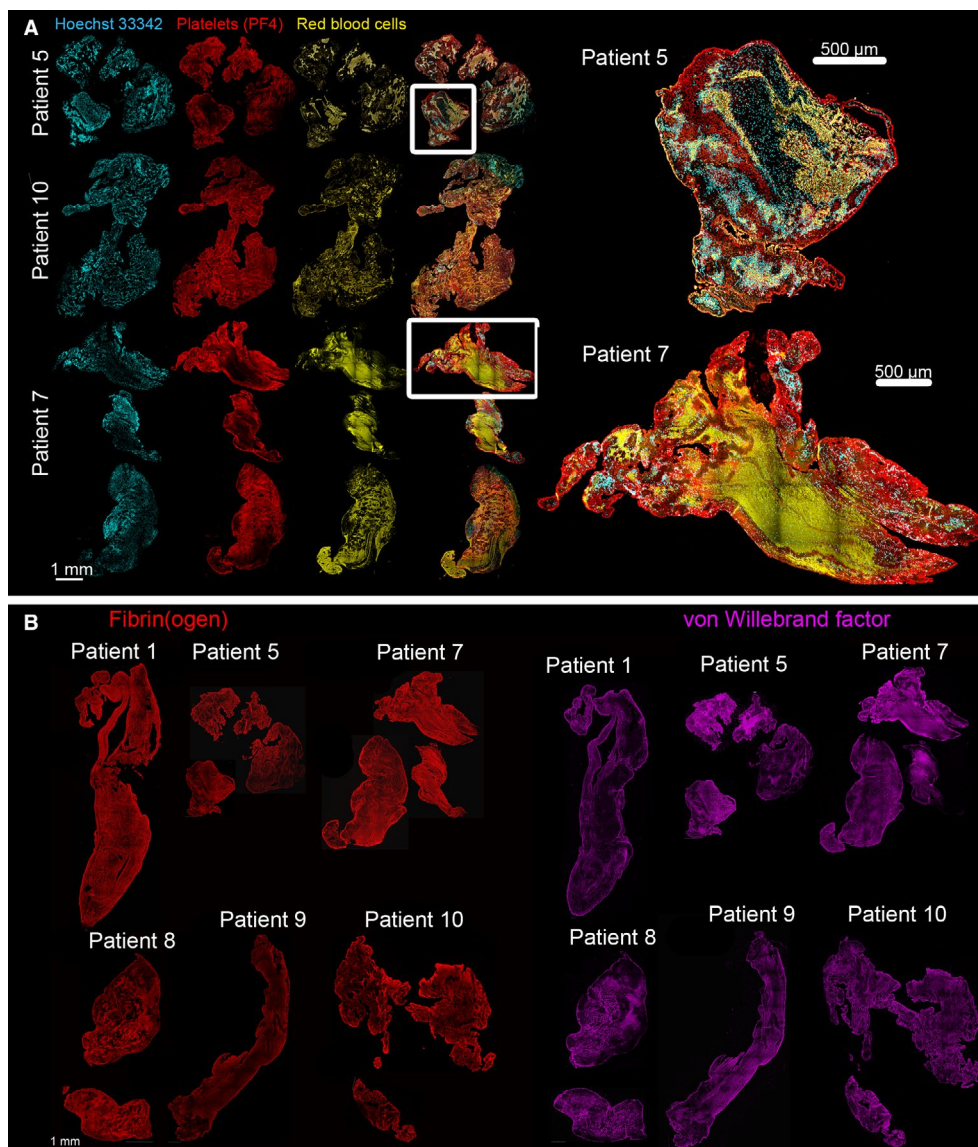 A
Hoechst 33342 Platelets (PF4) Red blood cells
Patient 5
Patient 10
Patient 7
1 mm
Patient 5
500 µm
Patient 7
500 µm
B
Fibrin(ogen) von Willebrand factor
Patient 1 Patient 5 Patient 7 Patient 1 Patient 5 Patient 7
Patient 8 Patient 9 Patient 10 Patient 8 Patient 9 Patient 10
1 mm